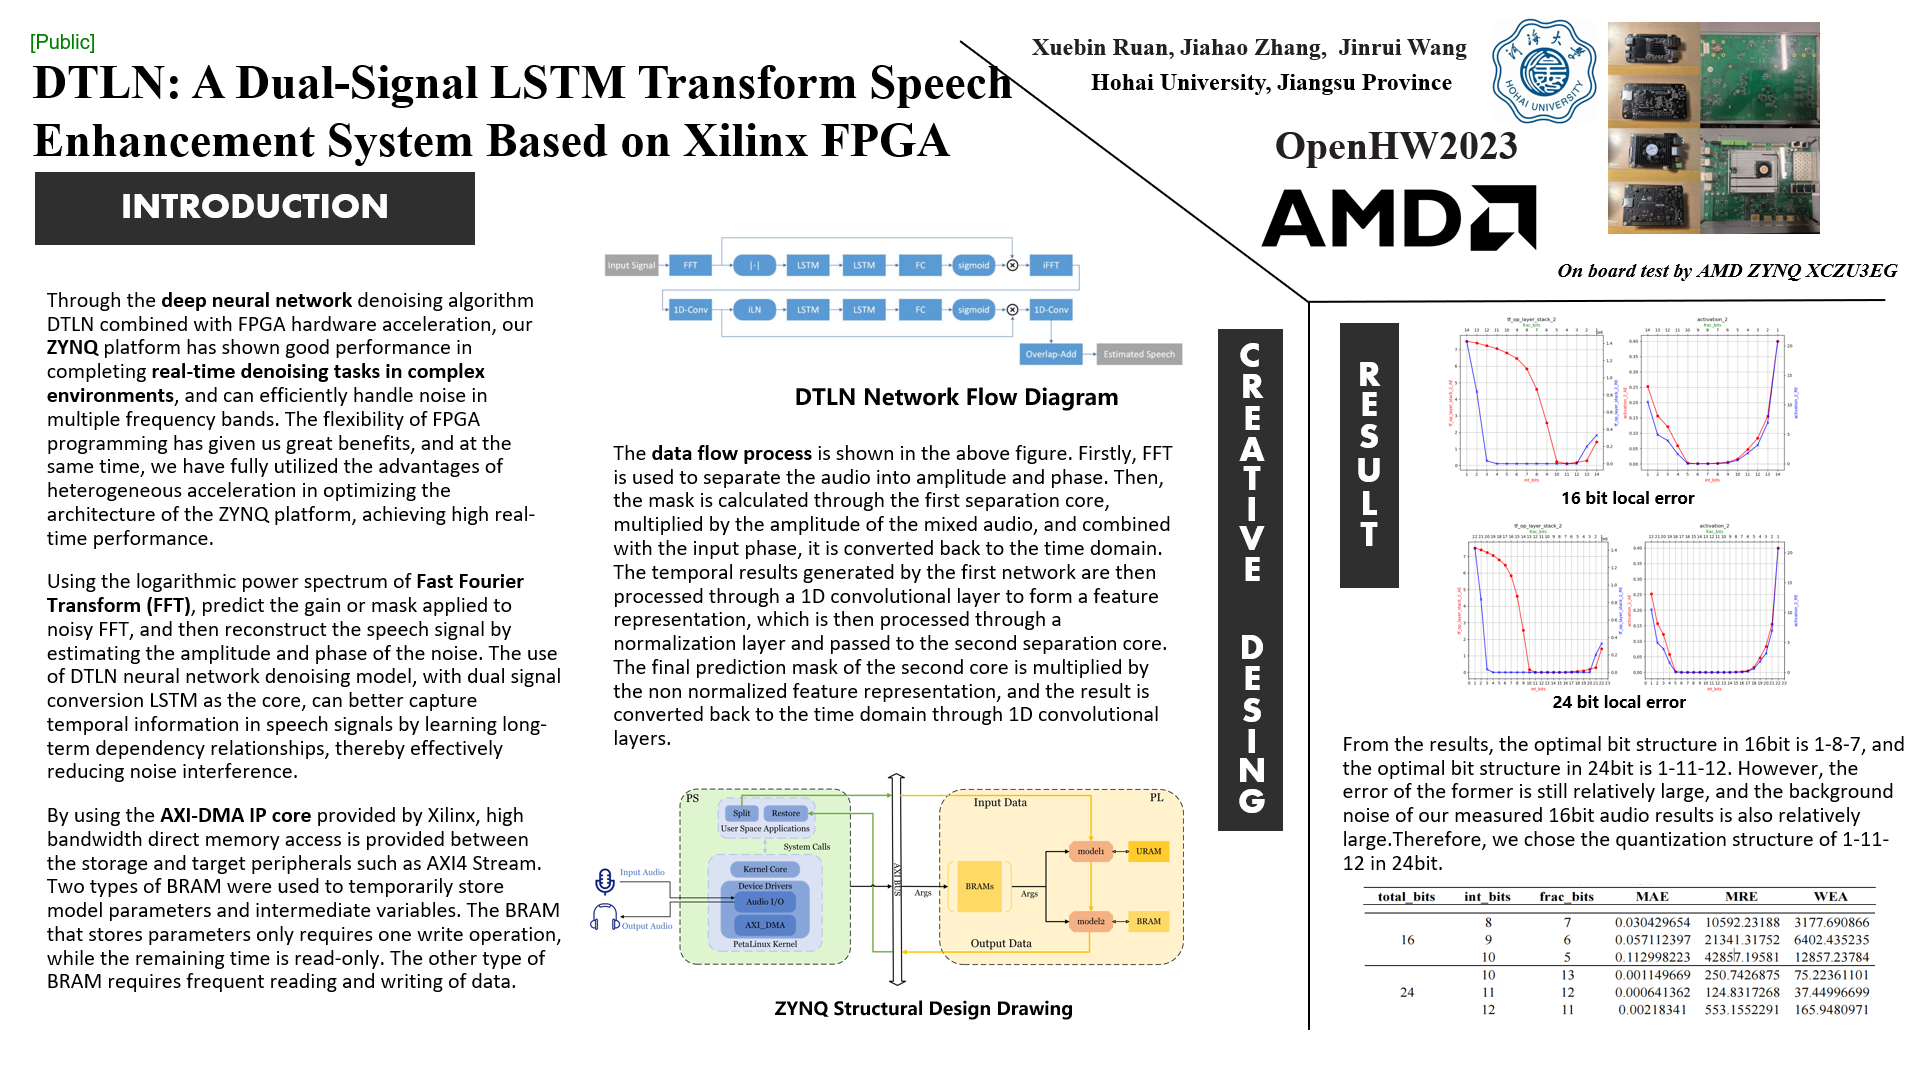 [Public]
DTLN: A Dual-Signal LSTM Transform Speech
Enhancement System Based on Xilinx FPGA
Xuebin Ruan, Jiahao Zhang, Jinrui Wang
Hohai University, Jiangsu Province
HOHAI UNIVERSITY
OpenHW2023
AMD
On board test by AMD ZYNQ XCZU3EG
INTRODUCTION
Through the deep neural network denoising algorithm
DTLN combined with FPGA hardware acceleration, our
ZYNQ platform has shown good performance in
completing real-time denoising tasks in complex
environments, and can efficiently handle noise in
multiple frequency bands. The flexibility of FPGA
programming has given us great benefits, and at the
same time, we have fully utilized the advantages of
heterogeneous acceleration in optimizing the
architecture of the ZYNQ platform, achieving high real-
time performance.
Using the logarithmic power spectrum of Fast Fourier
Transform (FFT), predict the gain or mask applied to
noisy FFT, and then reconstruct the speech signal by
estimating the amplitude and phase of the noise. The use
of DTLN neural network denoising model, with dual signal
conversion LSTM as the core, can better capture
temporal information in speech signals by learning long-
term dependency relationships, thereby effectively
reducing noise interference.
By using the AXI-DMA IP core provided by Xilinx, high
bandwidth direct memory access is provided between
the storage and target peripherals such as AXI4 Stream.
Two types of BRAM were used to temporarily store
model parameters and intermediate variables. The BRAM
that stores parameters only requires one write operation,
while the remaining time is read-only. The other type of
BRAM requires frequent reading and writing of data.
Input Signal FFT |·| LSTM LSTM FC sigmoid iFFT
1D-Conv iLN LSTM LSTM FC sigmoid 1D-Conv
Overlap-Add Estimated Speech
DTLN Network Flow Diagram
The data flow process is shown in the above figure. Firstly, FFT
is used to separate the audio into amplitude and phase. Then,
the mask is calculated through the first separation core,
multiplied by the amplitude of the mixed audio, and combined
with the input phase, it is converted back to the time domain.
The temporal results generated by the first network are then
processed through a 1D convolutional layer to form a feature
representation, which is then processed through a
normalization layer and passed to the second separation core.
The final prediction mask of the second core is multiplied by
the non normalized feature representation, and the result is
converted back to the time domain through 1D convolutional
layers.
PS
Split Restore
User Space Applications
System Calls
Kernel Core
Device Drivers
Audio I/O
AXI_DMA
PetaLinux Kernel
Input Audio
Output Audio
AXI BUS
PL
Input Data
Args
BRAMs
Args
model1 URAM
model2 BRAM
Output Data
ZYNQ Structural Design Drawing
CREATIVE DESING
RESULT
tf_op_layer_stack_2
frac_bits
int_bits
activation_2
frac_bits
int_bits
16 bit local error
tf_op_layer_stack_2
frac_bits
int_bits
activation_2
frac_bits
int_bits
24 bit local error
From the results, the optimal bit structure in 16bit is 1-8-7, and
the optimal bit structure in 24bit is 1-11-12. However, the
error of the former is still relatively large, and the background
noise of our measured 16bit audio results is also relatively
large.Therefore, we chose the quantization structure of 1-11-
12 in 24bit.
total_bits int_bits frac_bits MAE MRE WEA
8 7 0.030429654 10592.23188 3177.690866
16 9 6 0.057112397 21341.31752 6402.435235
10 5 0.112998223 42857.19581 12857.23784
10 13 0.001149669 250.7426875 75.22361101
24 11 12 0.000641362 124.8317268 37.44996699
12 11 0.00218341 553.1552291 165.9480971